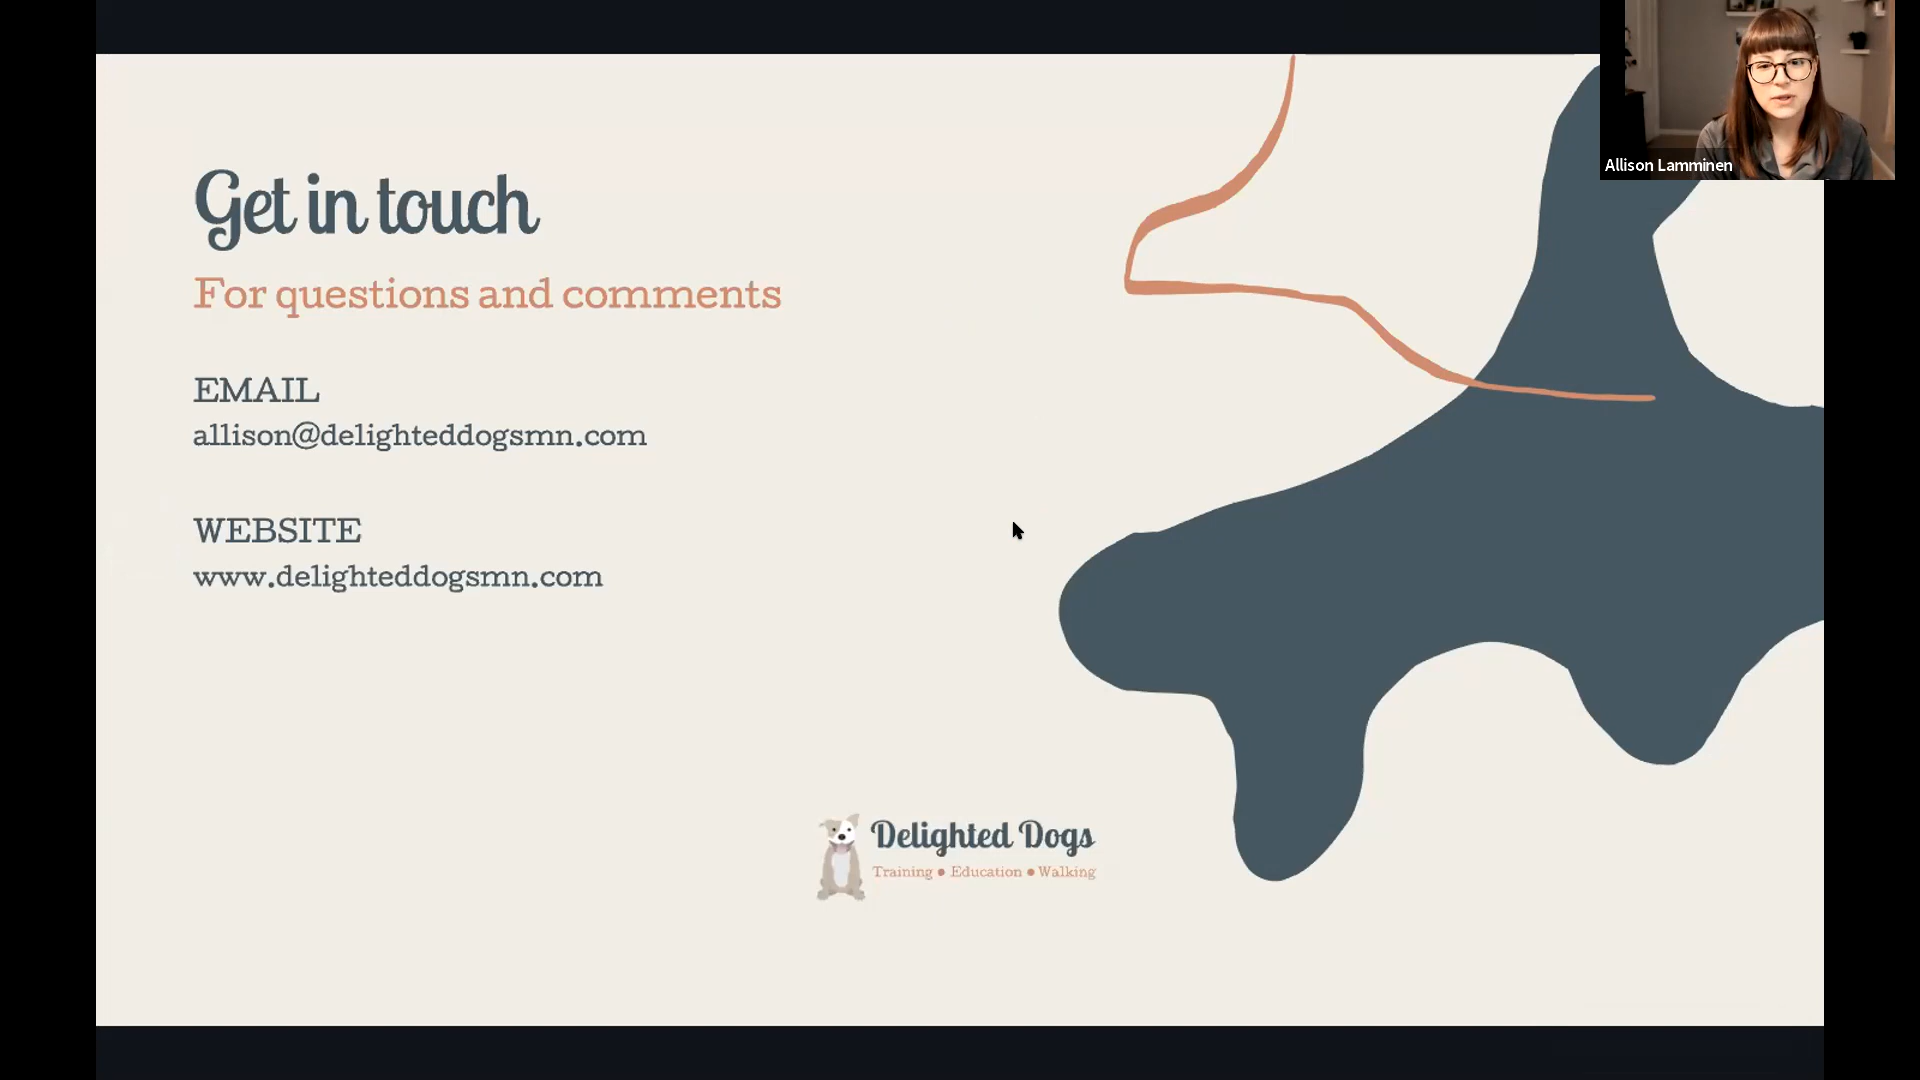 Get in touch
For questions and comments
EMAIL
allison@delighteddogsmn.com
WEBSITE
www.delighteddogsmn.com
Delighted Dogs
Training • Education • Walking
Allison Lamminen